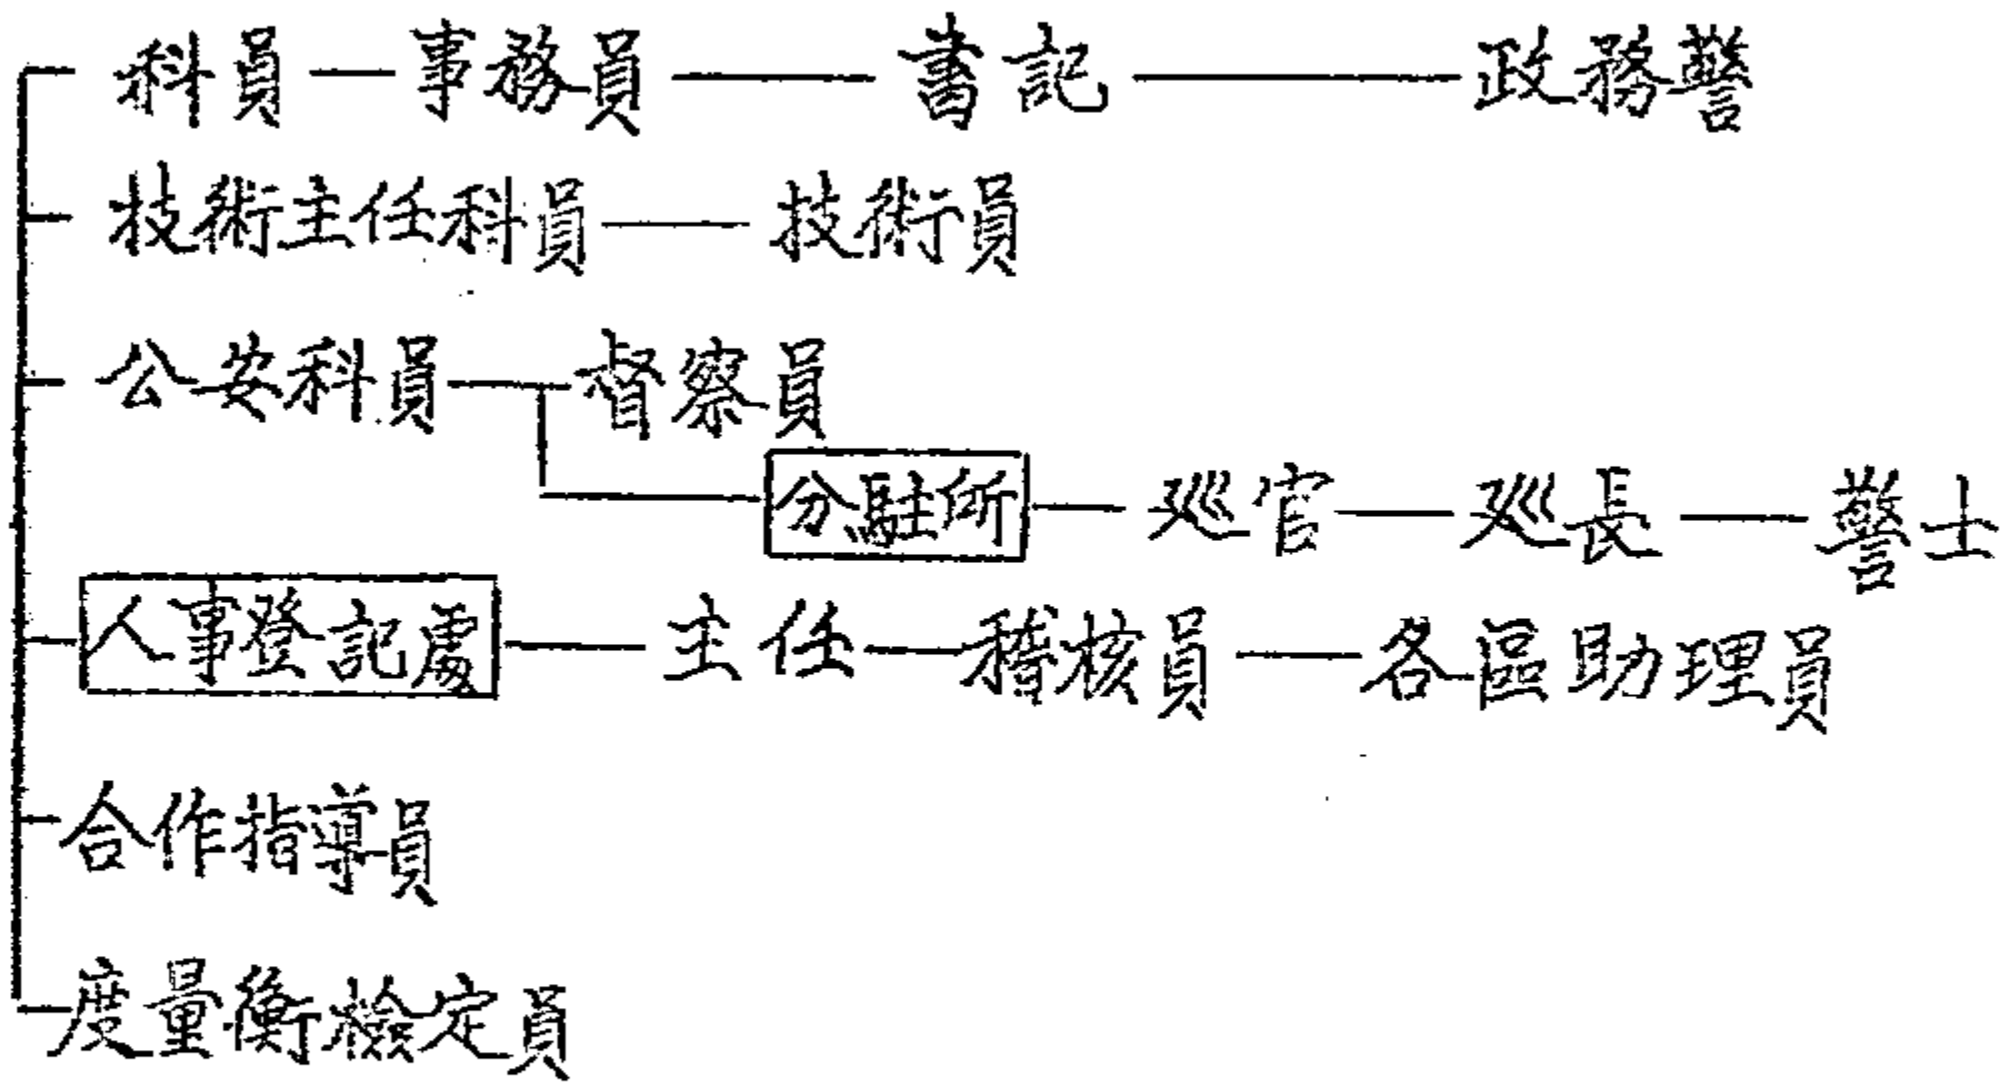 科員 事務員 書記 政務警
技術主任科員 技術員
公安科員 督察員
分駐所 巡官 巡長 警士
人事登記處 主任 稽核員 各區助理員
合作指導員
度量衡檢定員